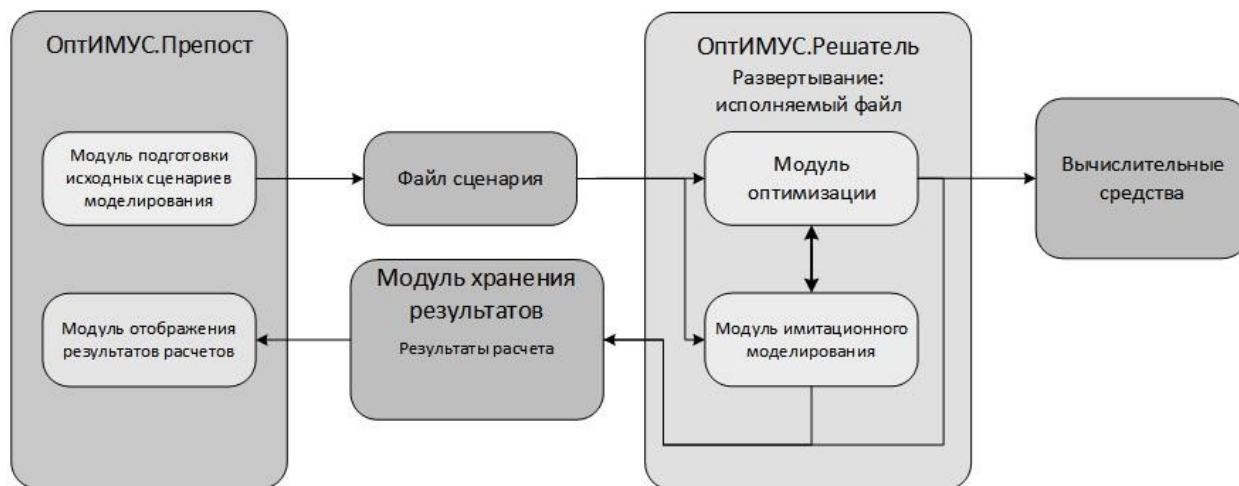 ОптИМУС.Препост
Модуль подготовки
исходных сценариев
моделирования
Модуль отображения
результатов расчетов
Файл сценария
Модуль хранения
результатов
Результаты расчета
ОптИМУС.Решатель
Развертывание:
исполняемый файл
Модуль
оптимизации
Модуль имитационного
моделирования
Вычислительные
средства